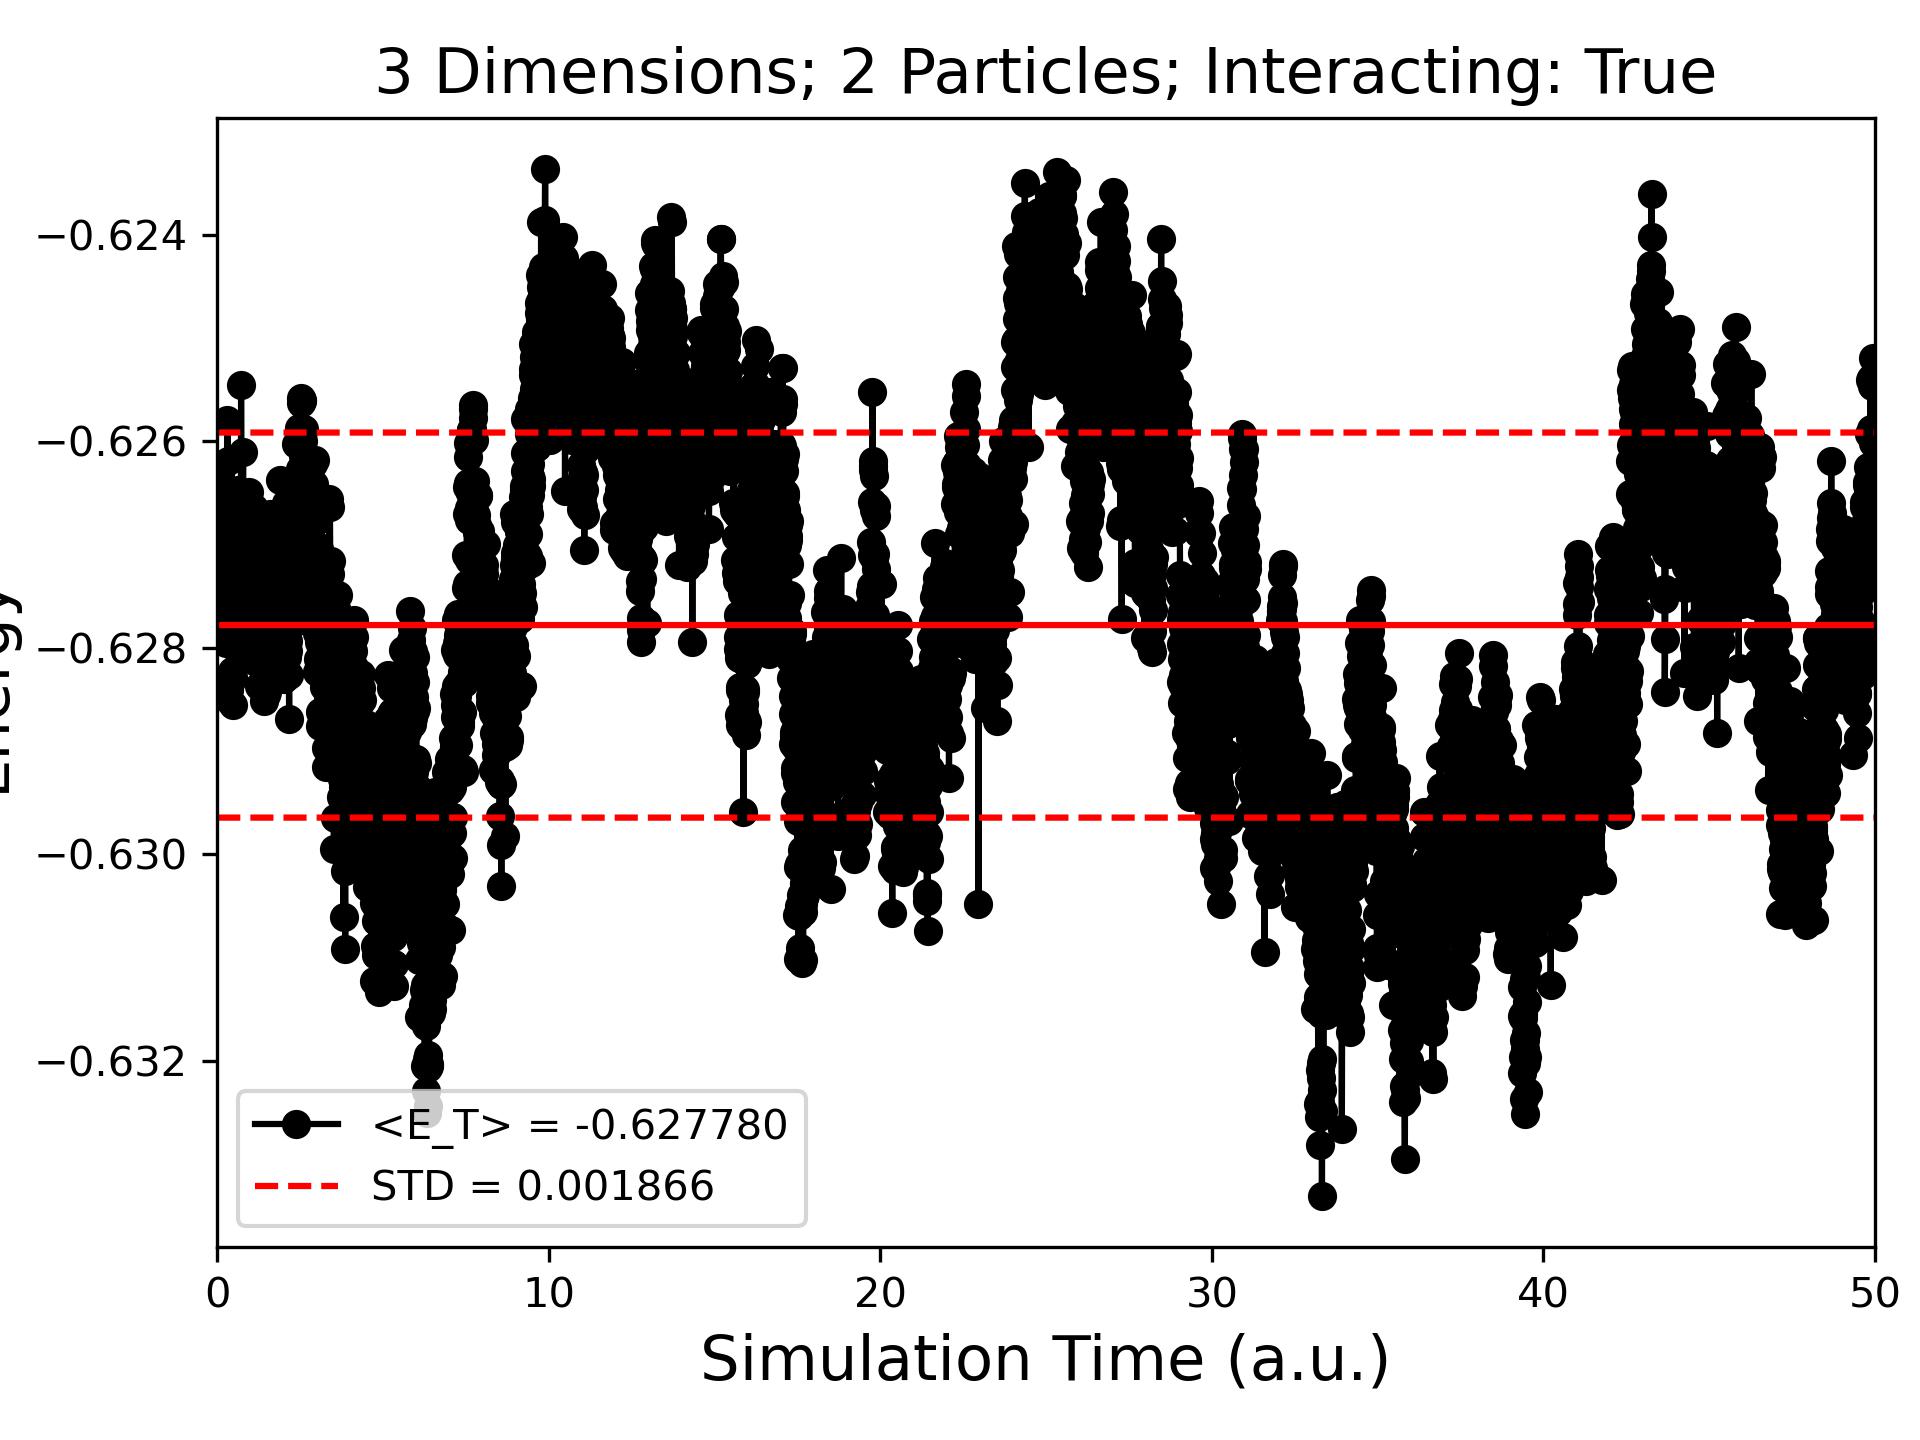 3 Dimensions; 2 Particles; Interacting: True
Energy
−0.624
−0.626
−0.628
−0.630
−0.632
<E_T> = -0.627780
STD = 0.001866
0 10 20 30 40 50
Simulation Time (a.u.)